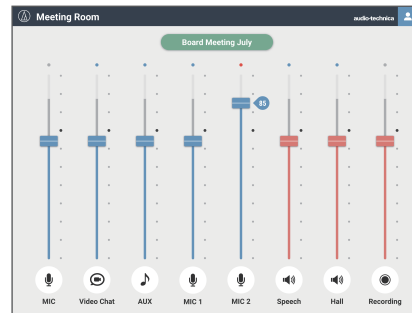 Meeting Room
audio-technica
Board Meeting July
85
MIC
Video Chat
AUX
MIC 1
MIC 2
Speech
Hall
Recording